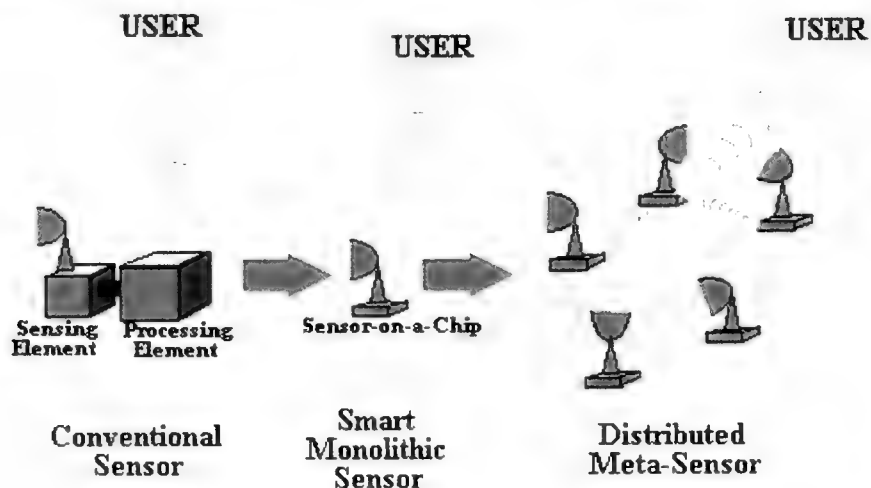 USER
USER
USER
Sensing
Element
Processing
Element
Sensor-on-a-Chip
Conventional
Sensor
Smart
Monolithic
Sensor
Distributed
Meta-Sensor